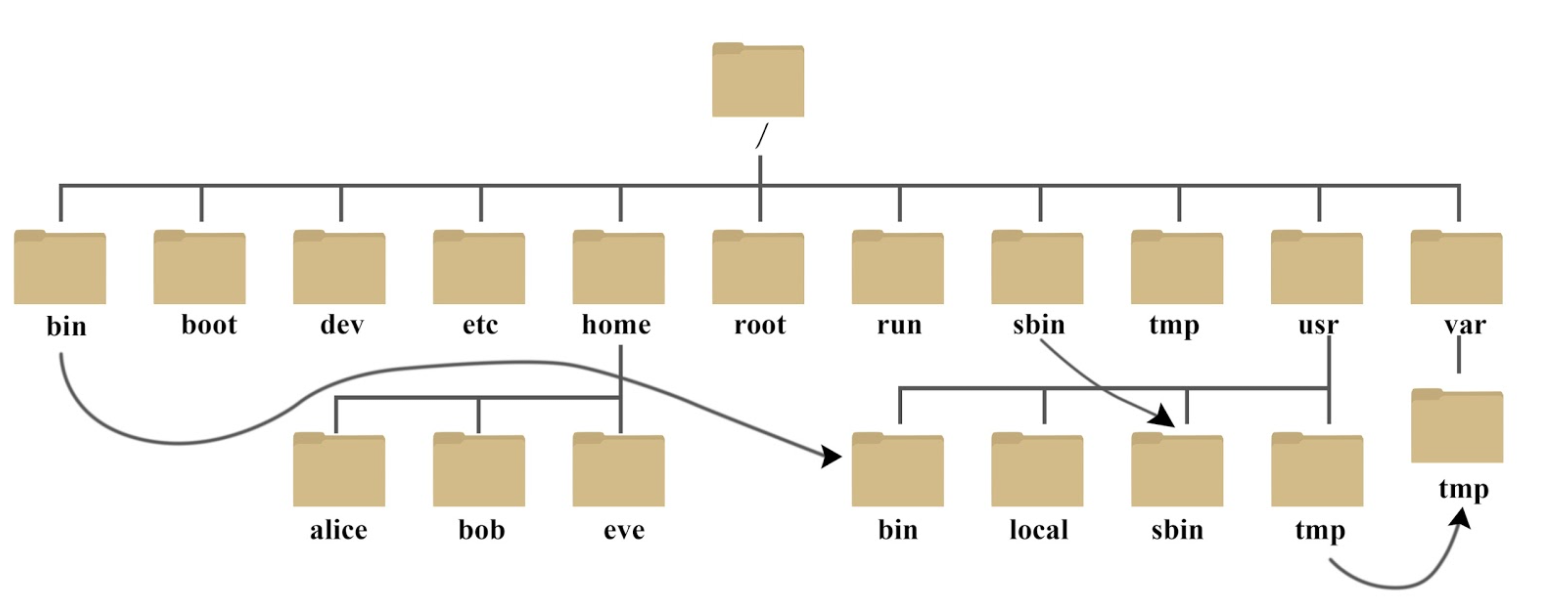 /
bin boot dev etc home root run sbin tmp usr var
tmp
alice bob eve bin local sbin tmp